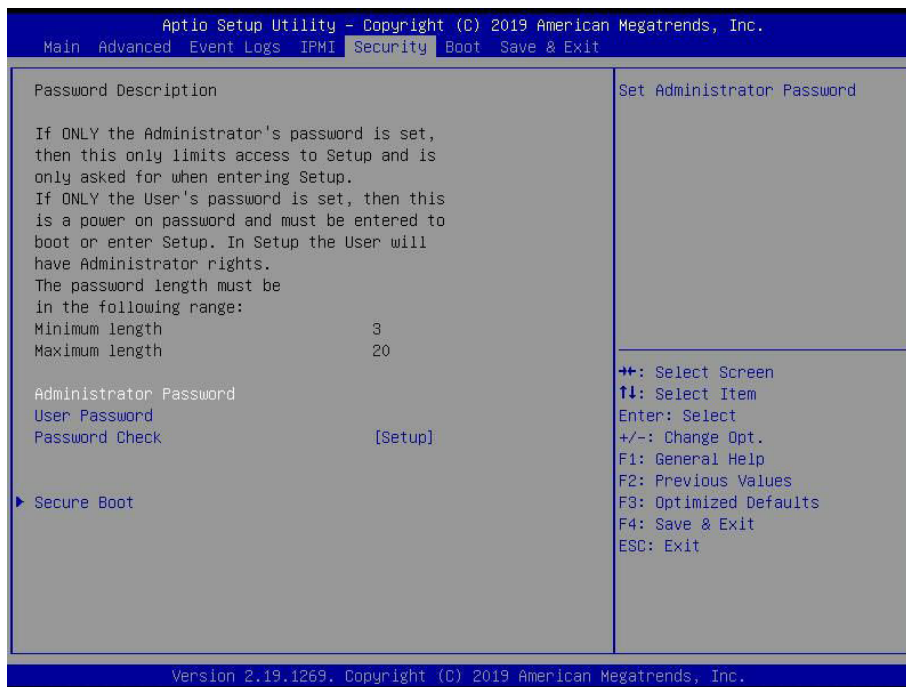 Aptio Setup Utility – Copyright (C) 2019 American Megatrends, Inc.
Main Advanced Event Logs IPMI Security Boot Save & Exit
Password Description
If ONLY the Administrator's password is set,
then this only limits access to Setup and is
only asked for when entering Setup.
If ONLY the User's password is set, then this
is a power on password and must be entered to
boot or enter Setup. In Setup the User will
have Administrator rights.
The password length must be
in the following range:
Minimum length 3
Maximum length 20
Administrator Password
User Password
Password Check [Setup]
Secure Boot
Set Administrator Password
→←: Select Screen
↑↓: Select Item
Enter: Select
+/-: Change Opt.
F1: General Help
F2: Previous Values
F3: Optimized Defaults
F4: Save & Exit
ESC: Exit
Version 2.19.1269. Copyright (C) 2019 American Megatrends, Inc.